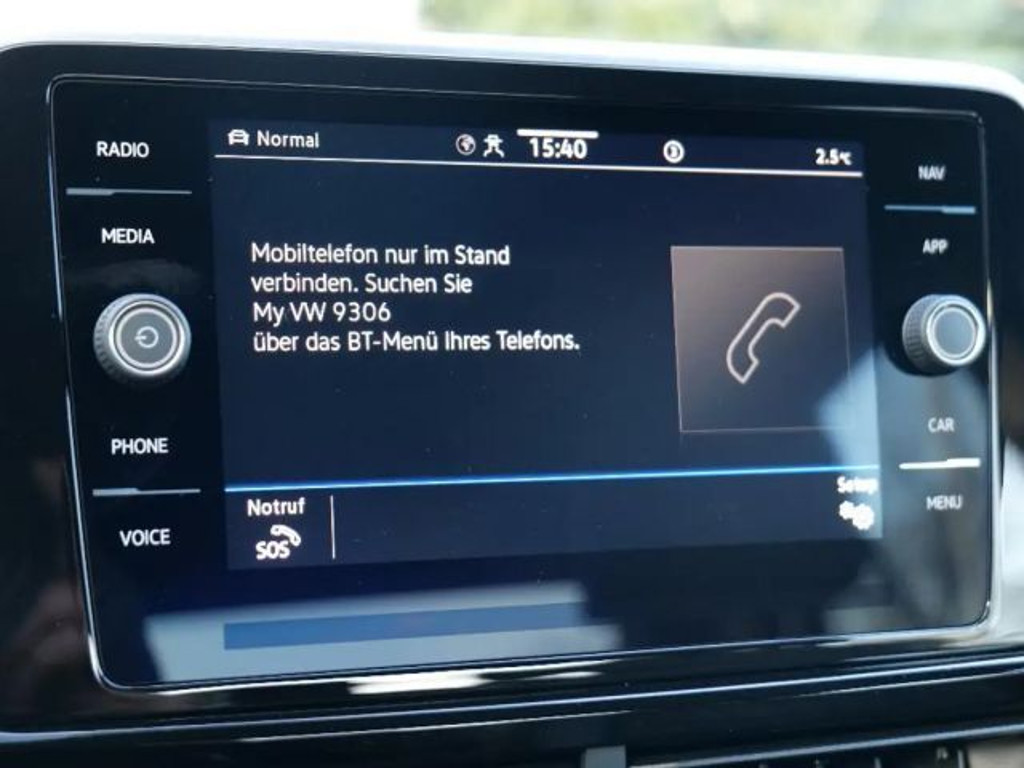 RADIO
MEDIA
PHONE
VOICE
Normal
15:40
2.5°C
Mobiltelefon nur im Stand
verbinden. Suchen Sie
My VW 9306
über das BT-Menü Ihres Telefons.
Notruf
SOS
Setup
NAV
APP
CAR
MENU